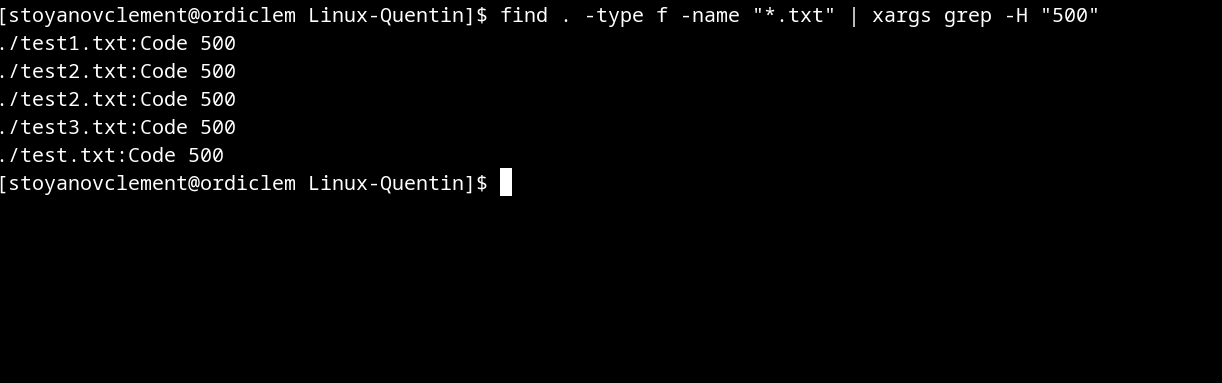 [stoyanovclement@ordiclem Linux-Quentin]$ find . -type f -name "*.txt" | xargs grep -H "500"
./test1.txt:Code 500
./test2.txt:Code 500
./test2.txt:Code 500
./test3.txt:Code 500
./test.txt:Code 500
[stoyanovclement@ordiclem Linux-Quentin]$